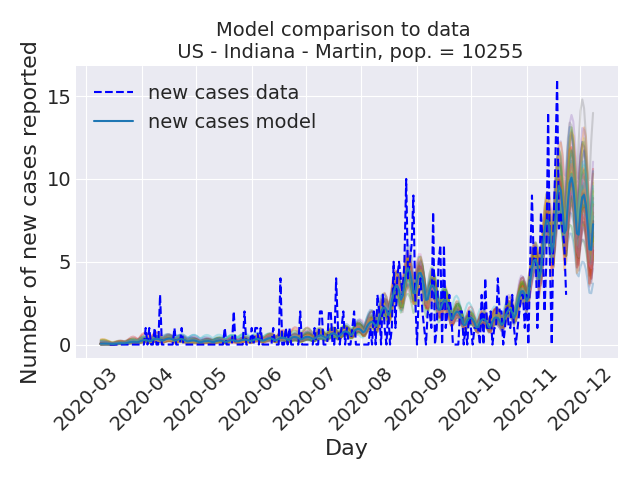 Model comparison to data
US - Indiana - Martin, pop. = 10255
Number of new cases reported
15
10
5
0
new cases data
new cases model
2020-03
2020-04
2020-05
2020-06
2020-07
2020-08
2020-09
2020-10
2020-11
2020-12
Day